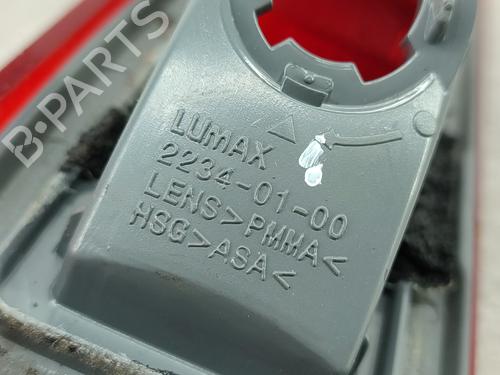 B-PARTS
LUMAX
2234-01-00
LENS>PMMA<
HSG>ASA<